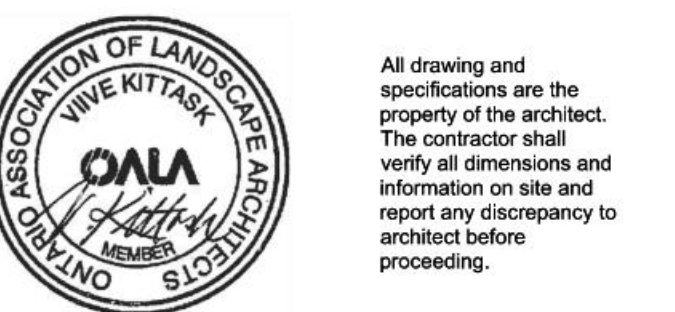 ONTARIO ASSOCIATION OF LANDSCAPE ARCHITECTS
VIIVE KITTASK
OALA
V. Kittask
MEMBER
All drawing and
specifications are the
property of the architect.
The contractor shall
verify all dimensions and
information on site and
report any discrepancy to
architect before
proceeding.